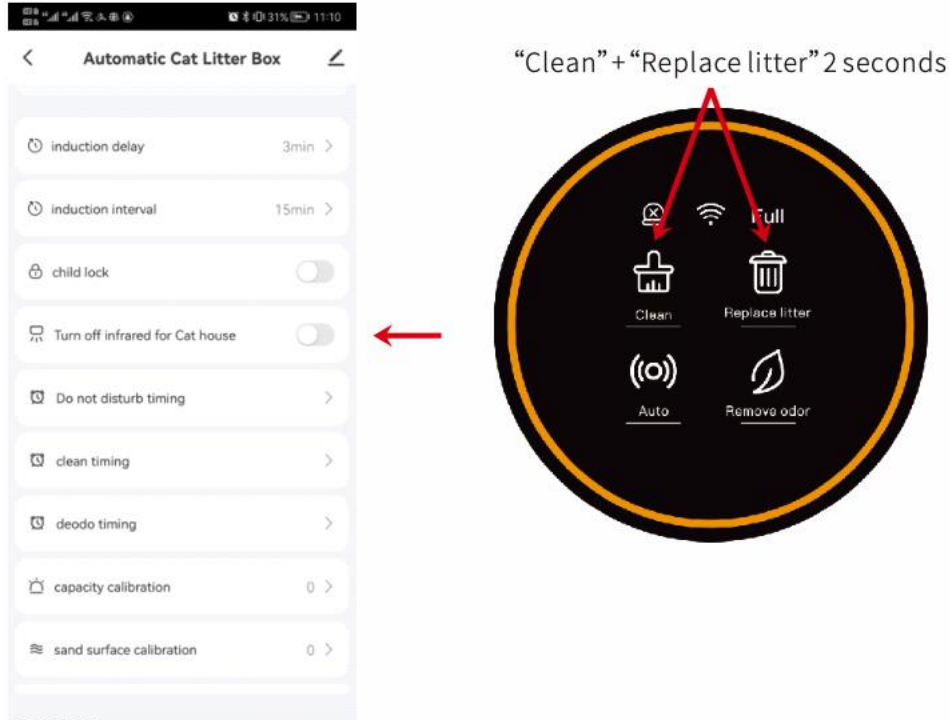 31% 11:10
Automatic Cat Litter Box
induction delay 3min
induction interval 15min
child lock
Turn off infrared for Cat house
Do not disturb timing
clean timing
deodo timing
capacity calibration 0
sand surface calibration 0
“Clean”+“Replace litter” 2 seconds
Full
Clean Replace litter
Auto Remove odor